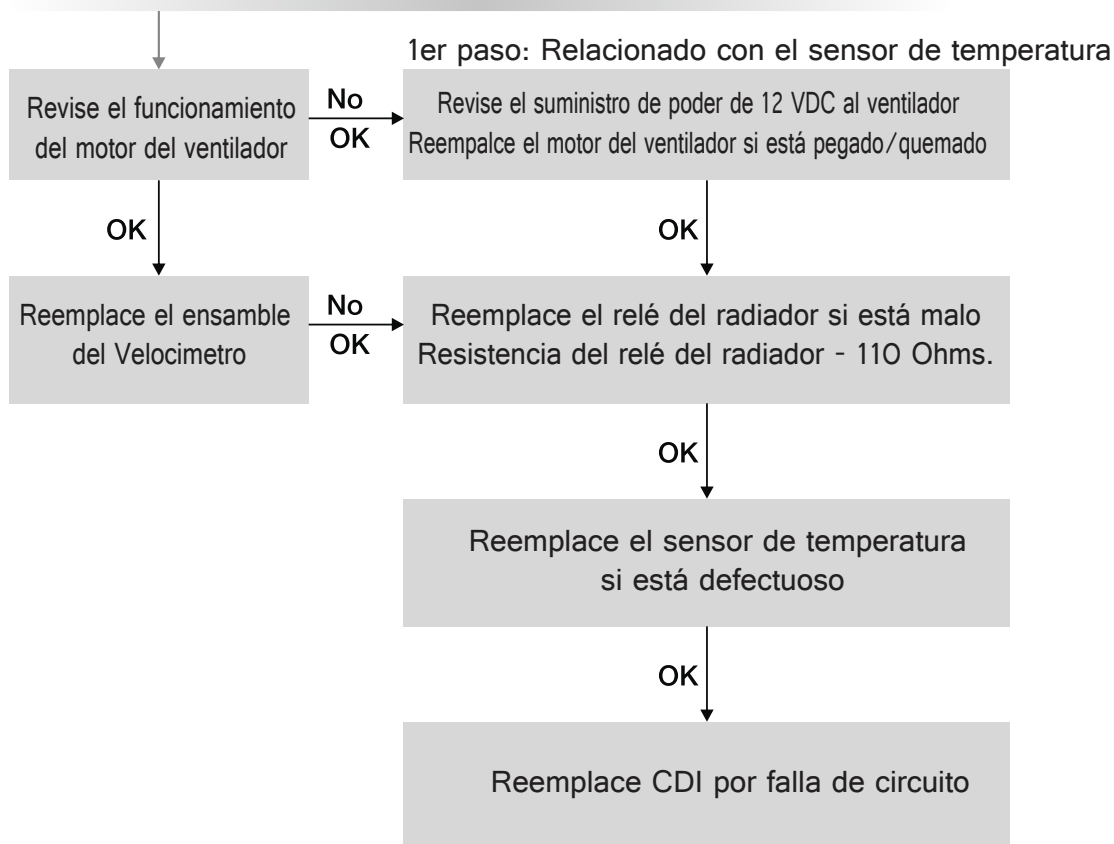 1er paso: Relacionado con el sensor de temperatura
Revise el funcionamiento
del motor del ventilador
No
OK
Revise el suministro de poder de 12 VDC al ventilador
Reempalce el motor del ventilador si está pegado/quemado
OK
OK
Reemplace el ensamble
del Velocimetro
No
OK
Reemplace el relé del radiador si está malo
Resistencia del relé del radiador - 110 Ohms.
OK
Reemplace el sensor de temperatura
si está defectuoso
OK
Reemplace CDI por falla de circuito